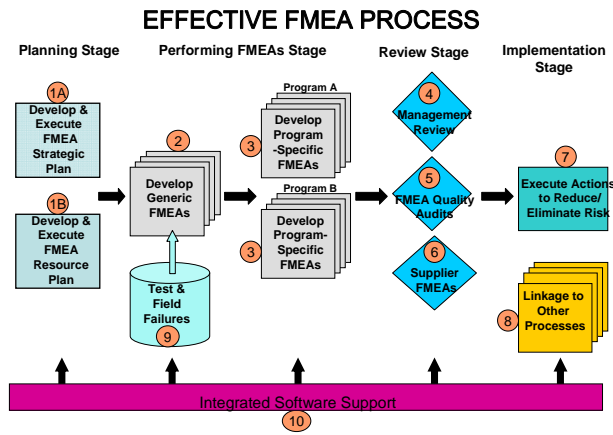 EFFECTIVE FMEA PROCESS
Planning Stage
Performing FMEAs Stage
Review Stage
Implementation
Stage
1A
Develop &
Execute
FMEA
Strategic
Plan
1B
Develop &
Execute
FMEA
Resource
Plan
2
Develop
Generic
FMEAs
Test &
Field
Failures
9
Program A
3
Develop
Program
-Specific
FMEAs
Program B
3
Develop
Program-
Specific
FMEAs
4
Management
Review
5
FMEA Quality
Audits
6
Supplier
FMEAs
7
Execute Actions
to Reduce/
Eliminate Risk
8
Linkage to
Other
Processes
Integrated Software Support
10